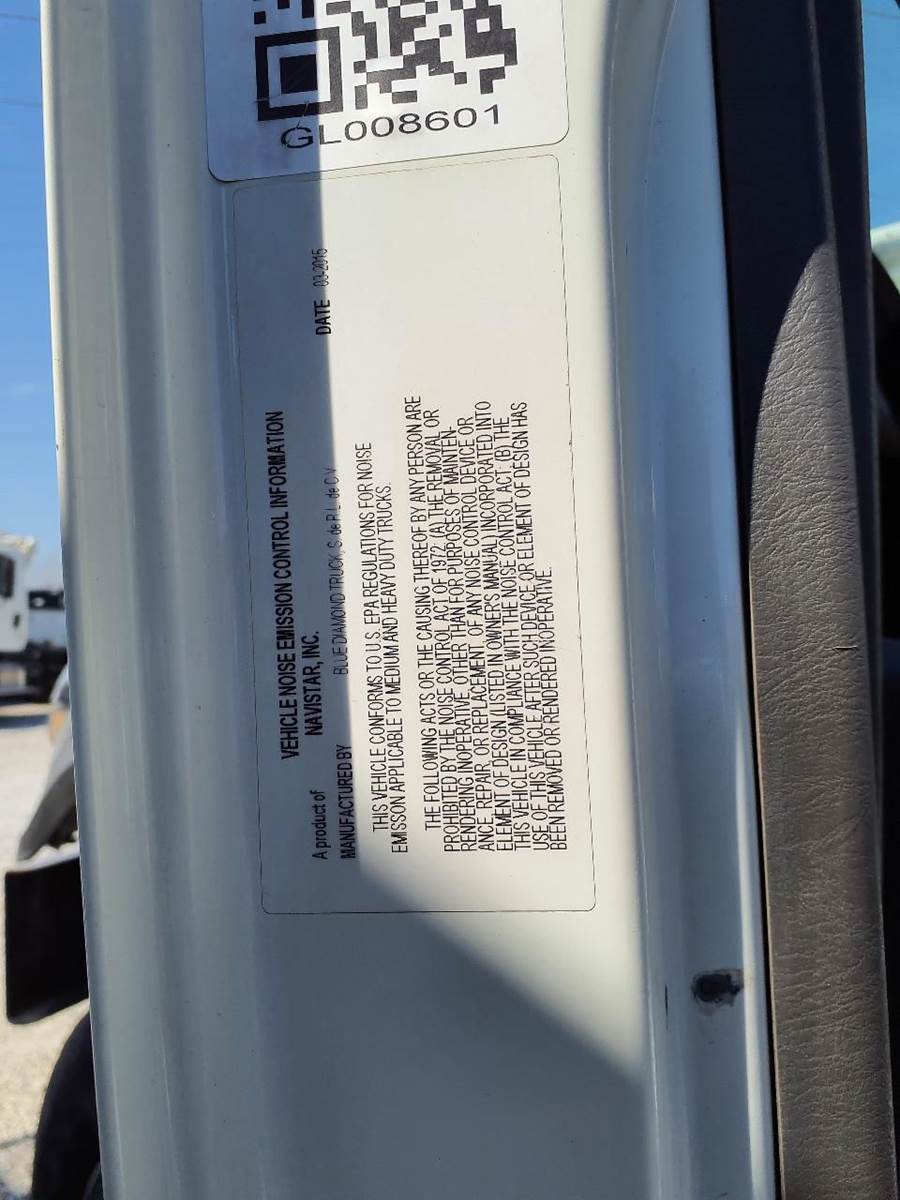 GL008601
VEHICLE NOISE EMISSION CONTROL INFORMATION
A product of NAVISTAR, INC. DATE 03-2015
MANUFACTURED BY BLUE DIAMOND TRUCK, S. de R.L. de C.V
THIS VEHICLE CONFORMS TO U.S. EPA REGULATIONS FOR NOISE
EMISSON APPLICABLE TO MEDIUM AND HEAVY DUTY TRUCKS.
THE FOLLOWING ACTS OR THE CAUSING THEREOF BY ANY PERSON ARE
PROHIBITED BY THE NOISE CONTROL ACT OF 1972 (A) THE REMOVAL OR
RENDERING INOPERATIVE, OTHER THAN FOR PURPOSES OF MAINTEN-
ANCE, REPAIR, OR REPLACEMENT, OF ANY NOISE CONTROL DEVICE OR
ELEMENT OF DESIGN (LISTED IN OWNER'S MANUAL) INCORPORATED INTO
THIS VEHICLE IN COMPLIANCE WITH THE NOISE CONTROL ACT; (B) THE
USE OF THIS VEHICLE AFTER SUCH DEVICE OR ELEMENT OF DESIGN HAS
BEEN REMOVED OR RENDERED INOPERATIVE.